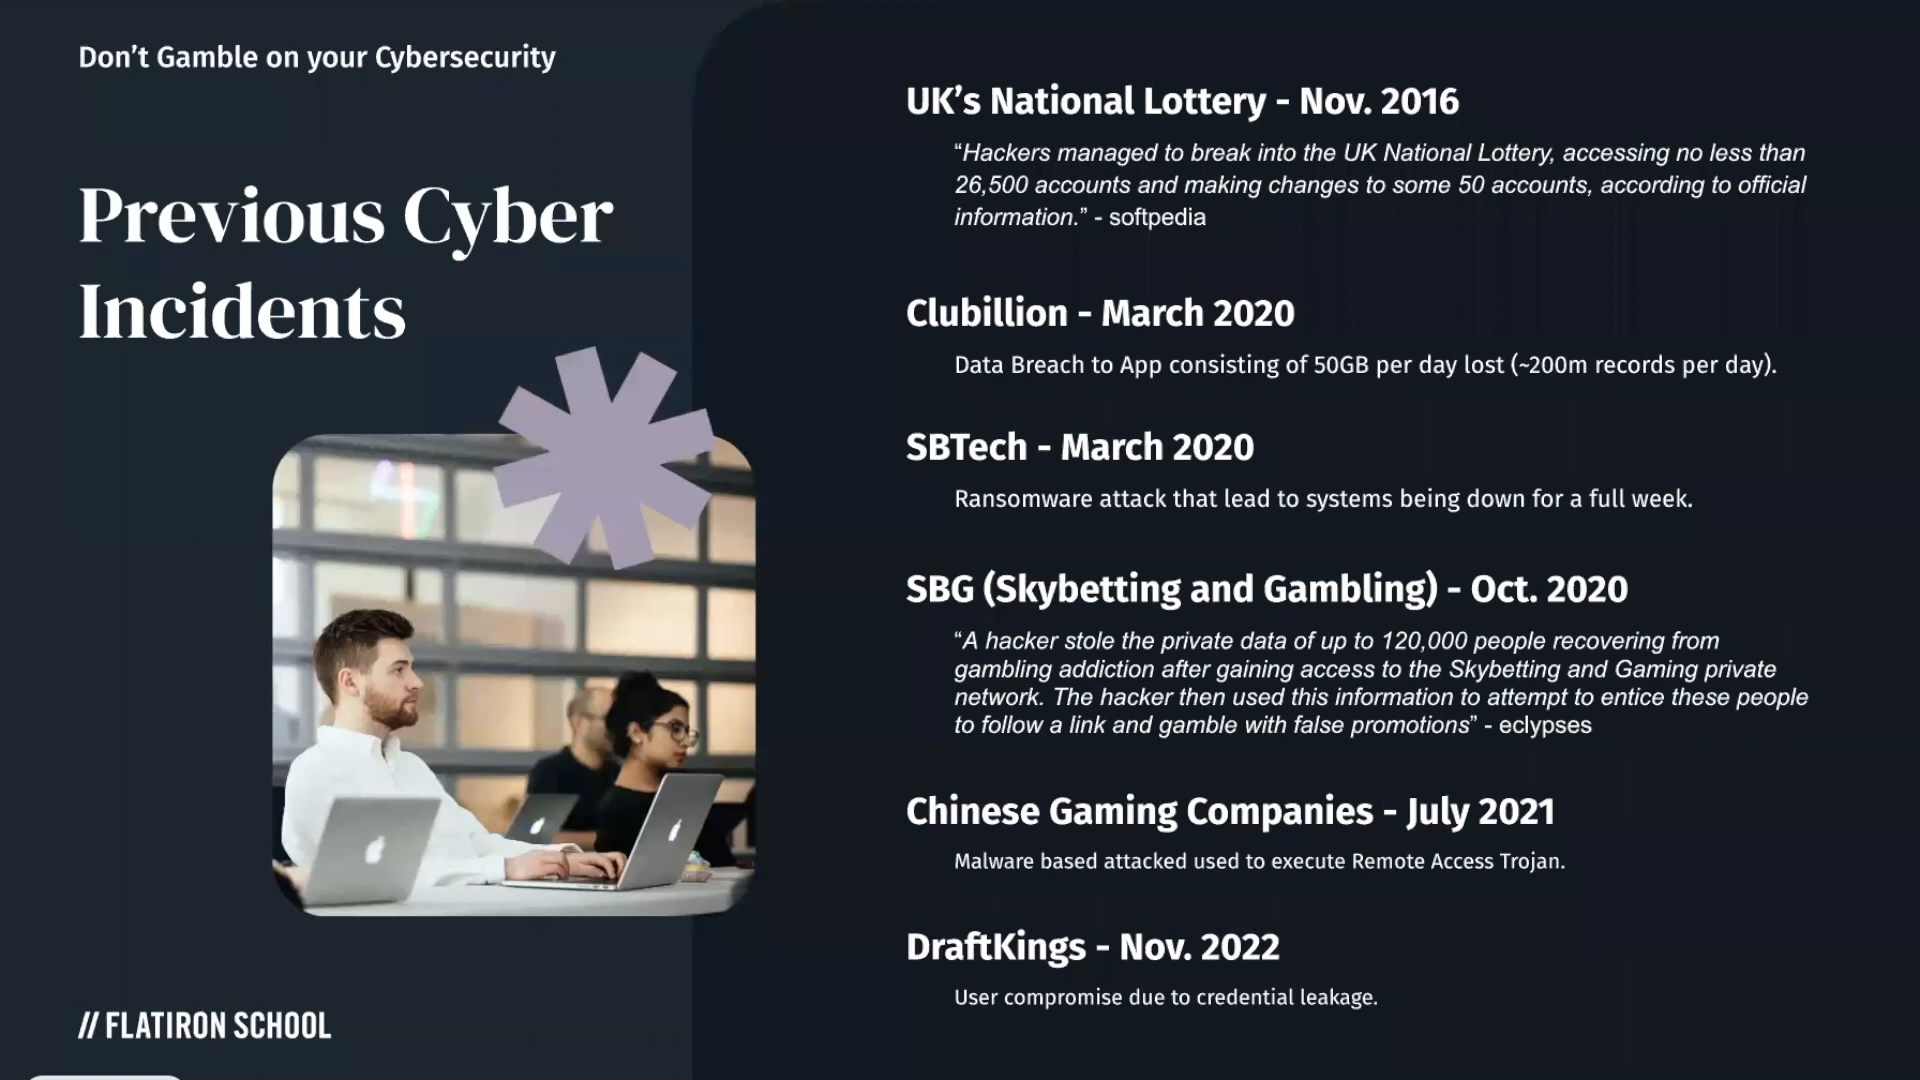 Don’t Gamble on your Cybersecurity
Previous Cyber
Incidents
// FLATIRON SCHOOL
UK’s National Lottery - Nov. 2016
“Hackers managed to break into the UK National Lottery, accessing no less than
26,500 accounts and making changes to some 50 accounts, according to official
information.” - softpedia
Clubillion - March 2020
Data Breach to App consisting of 50GB per day lost (~200m records per day).
SBTech - March 2020
Ransomware attack that lead to systems being down for a full week.
SBG (Skybetting and Gambling) - Oct. 2020
“A hacker stole the private data of up to 120,000 people recovering from
gambling addiction after gaining access to the Skybetting and Gaming private
network. The hacker then used this information to attempt to entice these people
to follow a link and gamble with false promotions” - eclypses
Chinese Gaming Companies - July 2021
Malware based attacked used to execute Remote Access Trojan.
DraftKings - Nov. 2022
User compromise due to credential leakage.